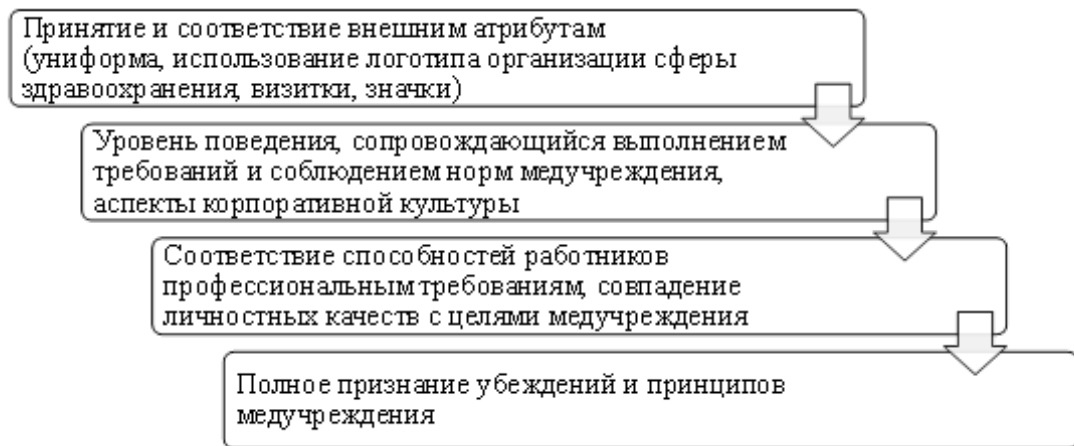 Принятие и соответствие внешним атрибутам
(униформа, использование логотипа организации сферы
здравоохранения, визитки, значки)
Уровень поведения, сопровождающийся выполнением
требований и соблюдением норм медучреждения,
аспекты корпоративной культуры
Соответствие способностей работников
профессиональным требованиям, совпадение
личностных качеств с целями медучреждения
Полное признание убеждений и принципов
медучреждения